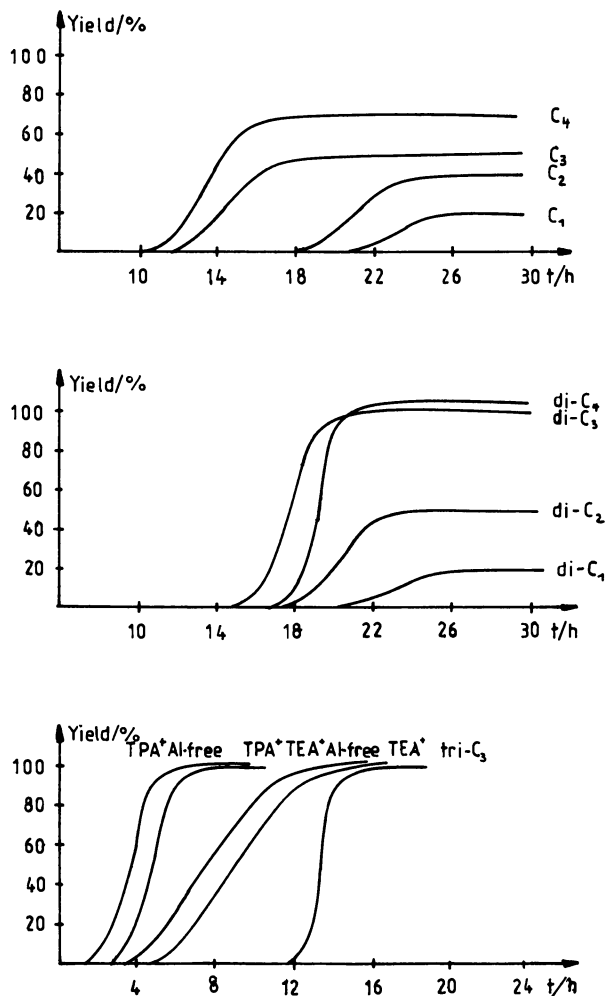 Yield/%
100
80
C₄
60
C₃
40
C₂
20
C₁
10 14 18 22 26 30 t/h
Yield/%
di-C₄
100
di-C₃
80
60
di-C₂
40
20
di-C₁
10 14 18 22 26 30 t/h
Yield/%
TPA⁺Al-free TPA⁺ TEA⁺Al-free TEA⁺ tri-C₃
100
80
60
40
20
4 8 12 16 20 24 t/h